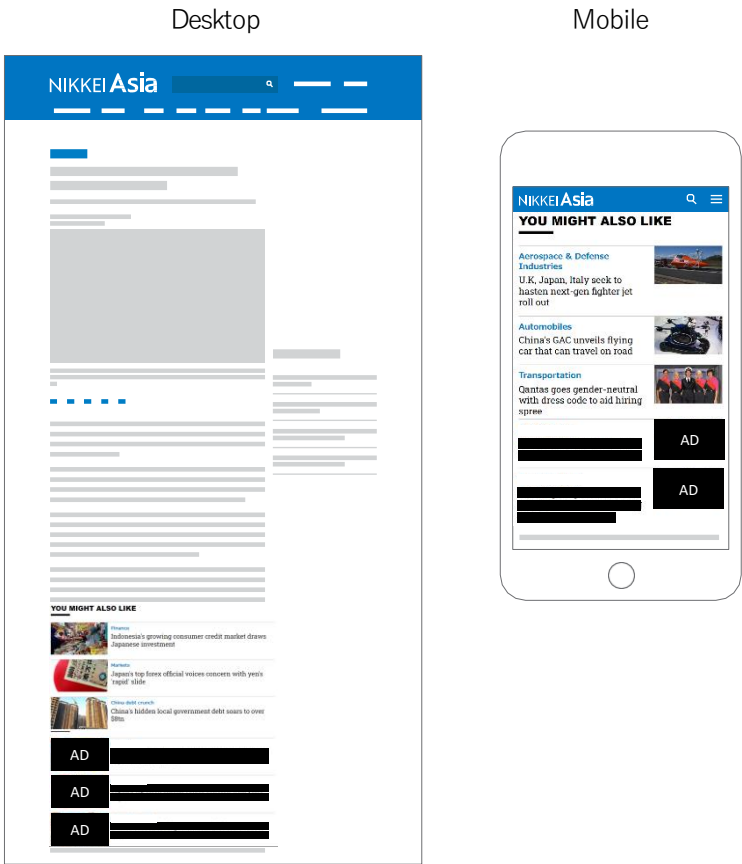 Desktop
Mobile
NIKKEI Asia
YOU MIGHT ALSO LIKE
Finance
Indonesia's growing consumer credit market draws
Japanese investment
Markets
Japan's top forex official voices concern with yen's
'rapid' slide
China debt crunch
China's hidden local government debt soars to over
$8tn
AD
AD
AD
NIKKEI Asia
YOU MIGHT ALSO LIKE
Aerospace & Defense
Industries
U.K, Japan, Italy seek to
hasten next-gen fighter jet
roll out
Automobiles
China's GAC unveils flying
car that can travel on road
Transportation
Qantas goes gender-neutral
with dress code to aid hiring
spree
AD
AD